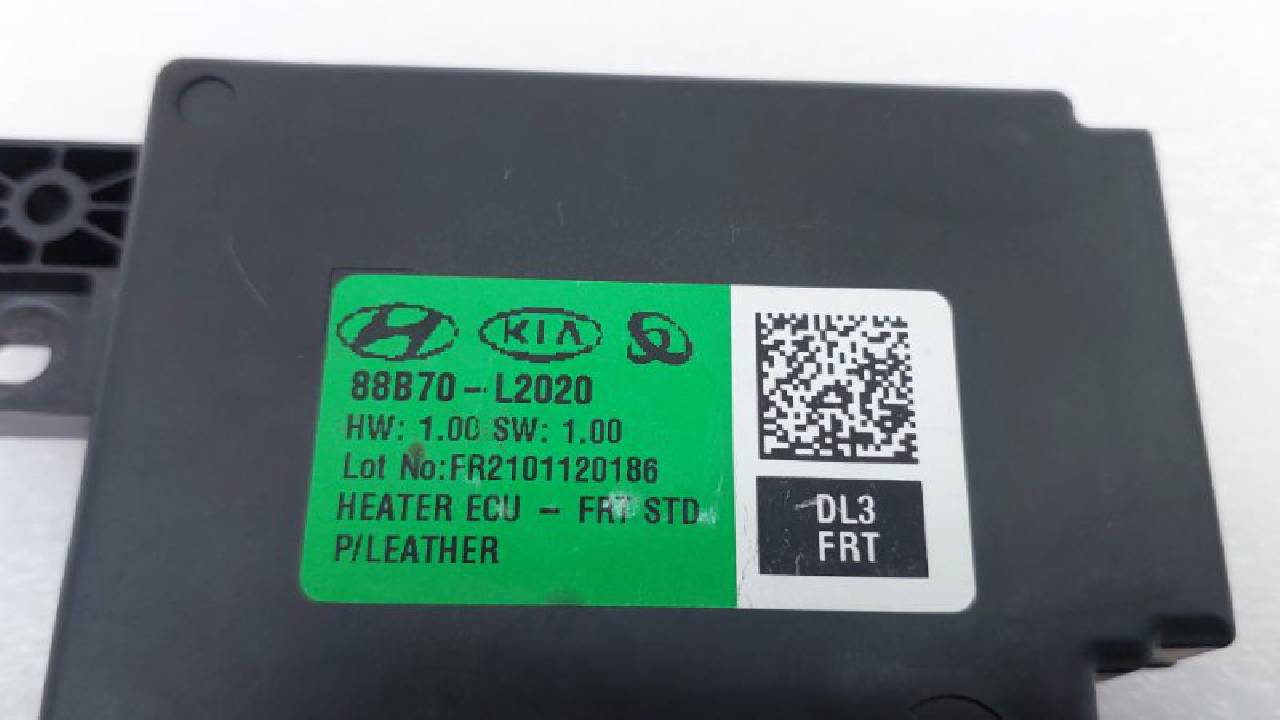 KIA
88B70-L2020
HW: 1.00 SW: 1.00
Lot No:FR2101120186
HEATER ECU - FRT STD
P/LEATHER
DL3
FRT